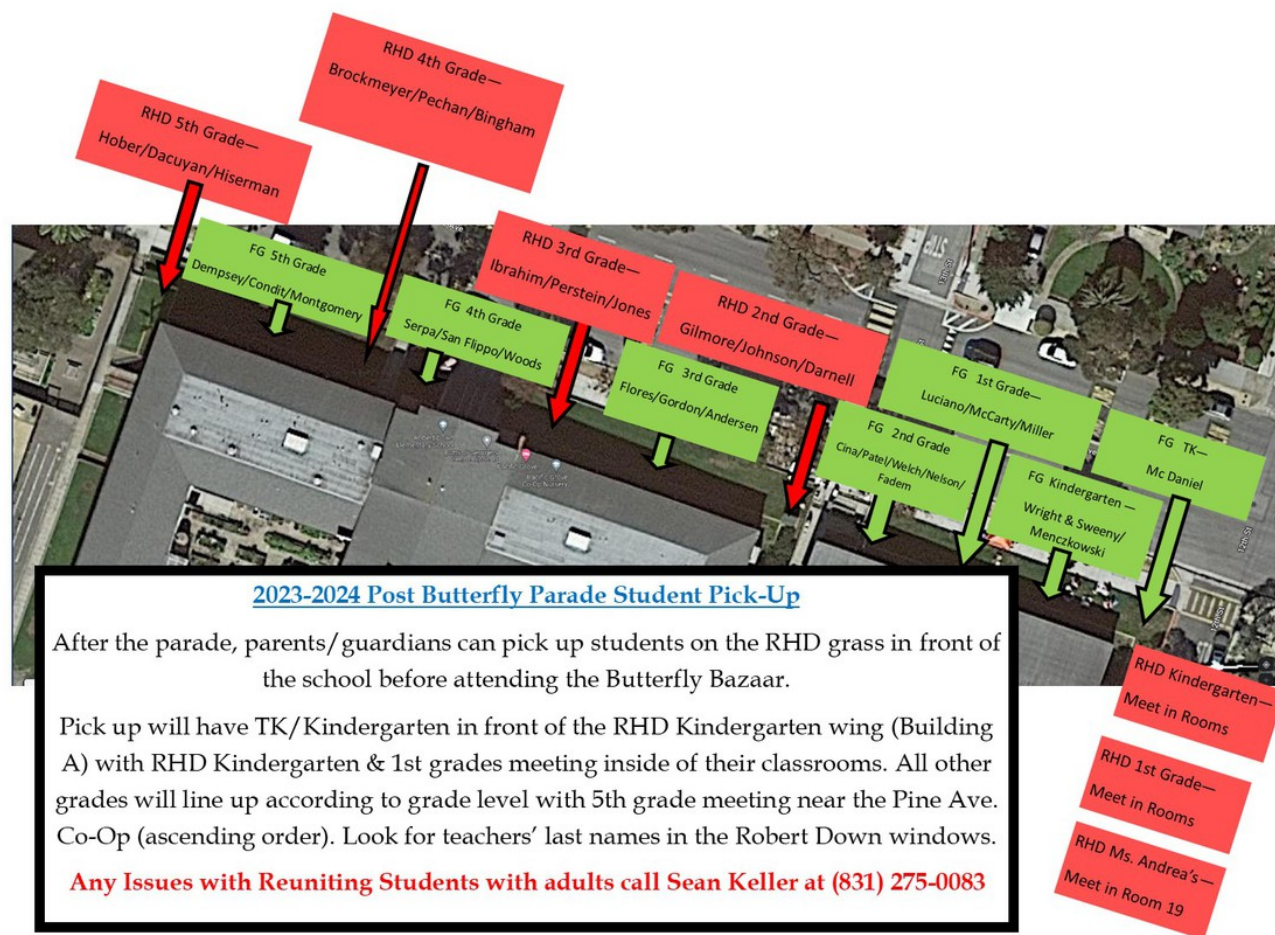 RHD 4th Grade—
Brockmeyer/Pechan/Bingham
RHD 5th Grade—
Hober/Dacuyan/Hiserman
FG 5th Grade
Dempsey/Condit/Montgomery
FG 4th Grade
Serpa/San Flippo/Woods
RHD 3rd Grade—
Ibrahim/Perstein/Jones
FG 3rd Grade
Flores/Gordon/Andersen
RHD 2nd Grade—
Gilmore/Johnson/Darnell
FG 2nd Grade
Cina/Patel/Welch/Nelson/
Fadem
FG 1st Grade—
Luciano/McCarty/Miller
FG Kindergarten —
Wright & Sweeny/
Menczkowski
FG TK—
Mc Daniel
STOP
13th St
12th St
RHD Kindergarten—
Meet in Rooms
RHD 1st Grade—
Meet in Rooms
RHD Ms. Andrea's—
Meet in Room 19
2023-2024 Post Butterfly Parade Student Pick-Up
After the parade, parents/guardians can pick up students on the RHD grass in front of
the school before attending the Butterfly Bazaar.
Pick up will have TK/Kindergarten in front of the RHD Kindergarten wing (Building
A) with RHD Kindergarten & 1st grades meeting inside of their classrooms. All other
grades will line up according to grade level with 5th grade meeting near the Pine Ave.
Co-Op (ascending order). Look for teachers' last names in the Robert Down windows.
Any Issues with Reuniting Students with adults call Sean Keller at (831) 275-0083